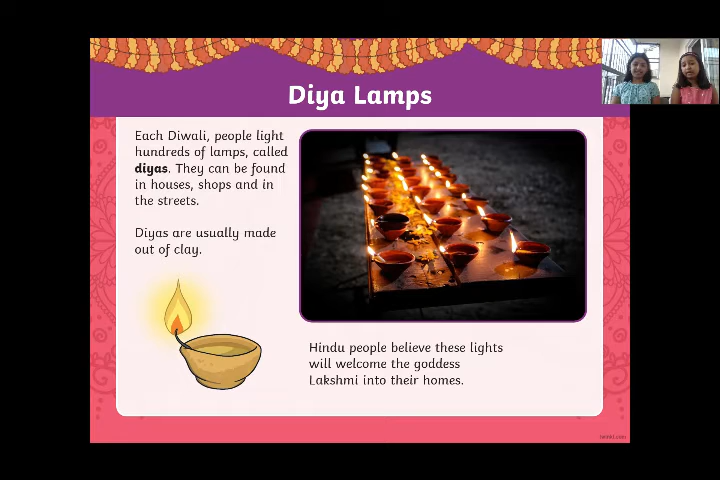 Diya Lamps
Each Diwali, people light
hundreds of lamps, called
diyas. They can be found
in houses, shops and in
the streets.
Diyas are usually made
out of clay.
Hindu people believe these lights
will welcome the goddess
Lakshmi into their homes.